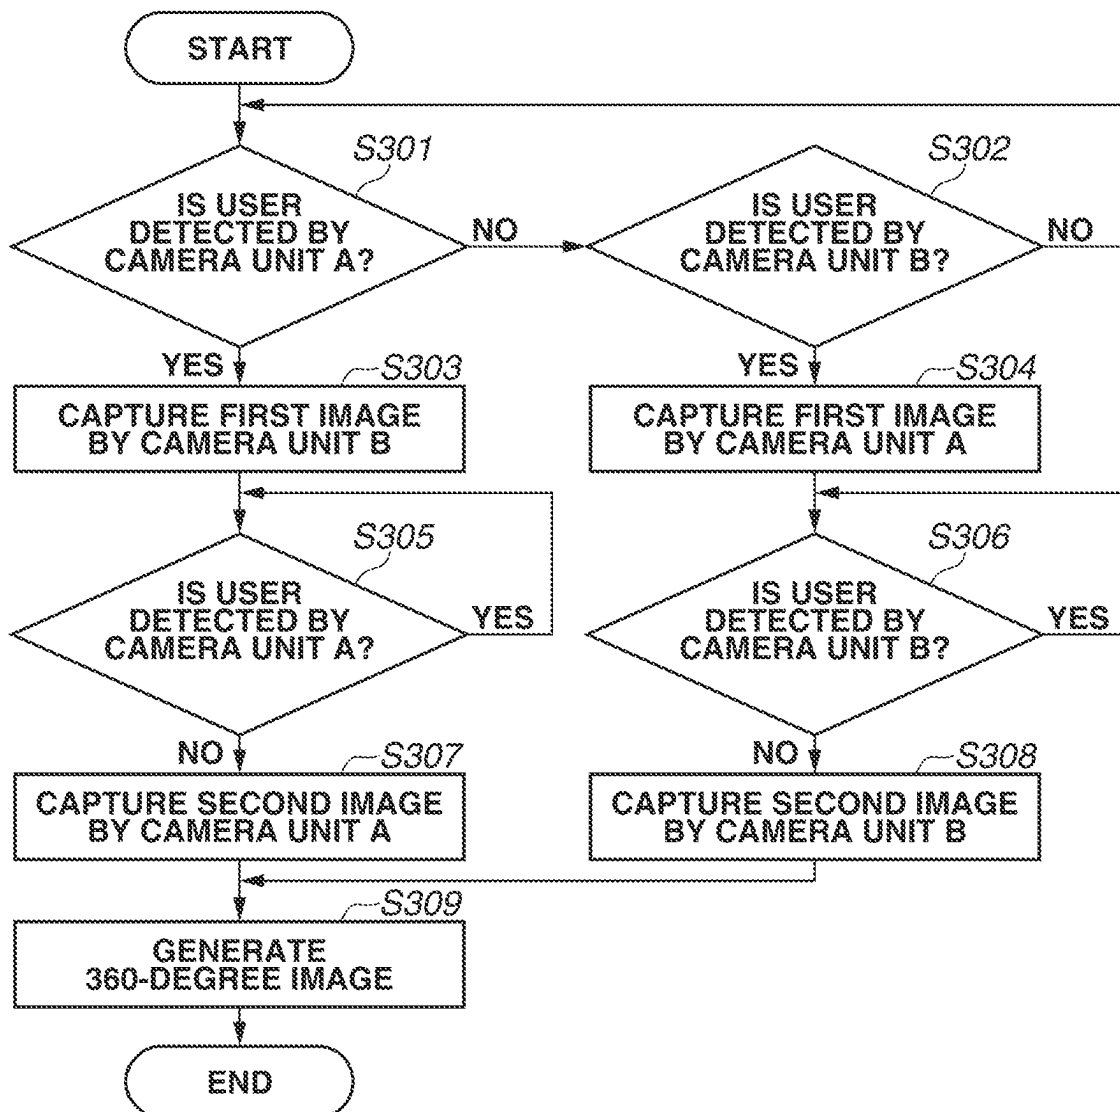 START
S301
IS USER
DETECTED BY
CAMERA UNIT A?
NO
S302
IS USER
DETECTED BY
CAMERA UNIT B?
NO
YES
S303
CAPTURE FIRST IMAGE
BY CAMERA UNIT B
YES
S304
CAPTURE FIRST IMAGE
BY CAMERA UNIT A
S305
IS USER
DETECTED BY
CAMERA UNIT A?
YES
S306
IS USER
DETECTED BY
CAMERA UNIT B?
YES
NO
S307
CAPTURE SECOND IMAGE
BY CAMERA UNIT A
NO
S308
CAPTURE SECOND IMAGE
BY CAMERA UNIT B
S309
GENERATE
360-DEGREE IMAGE
END